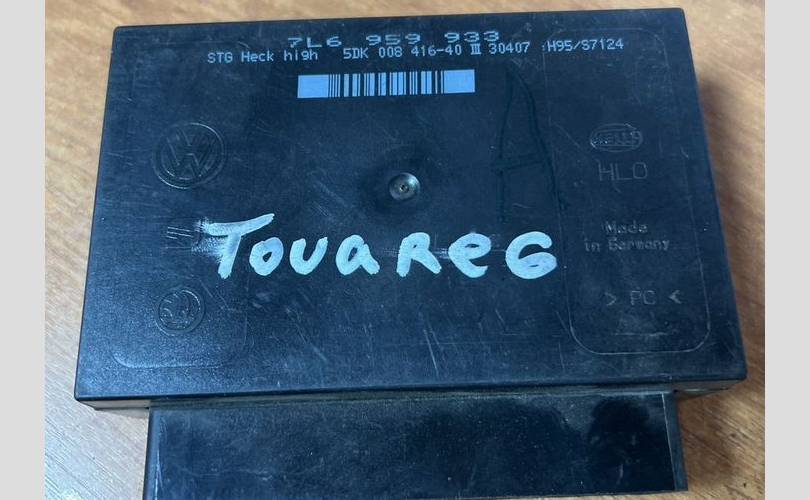 7L6 959 933
STG Heck high 5DK 008 416-40 III 30407 H95/S7124
HELLA
HLO
Made
in Germany
TouaReG
> PC <